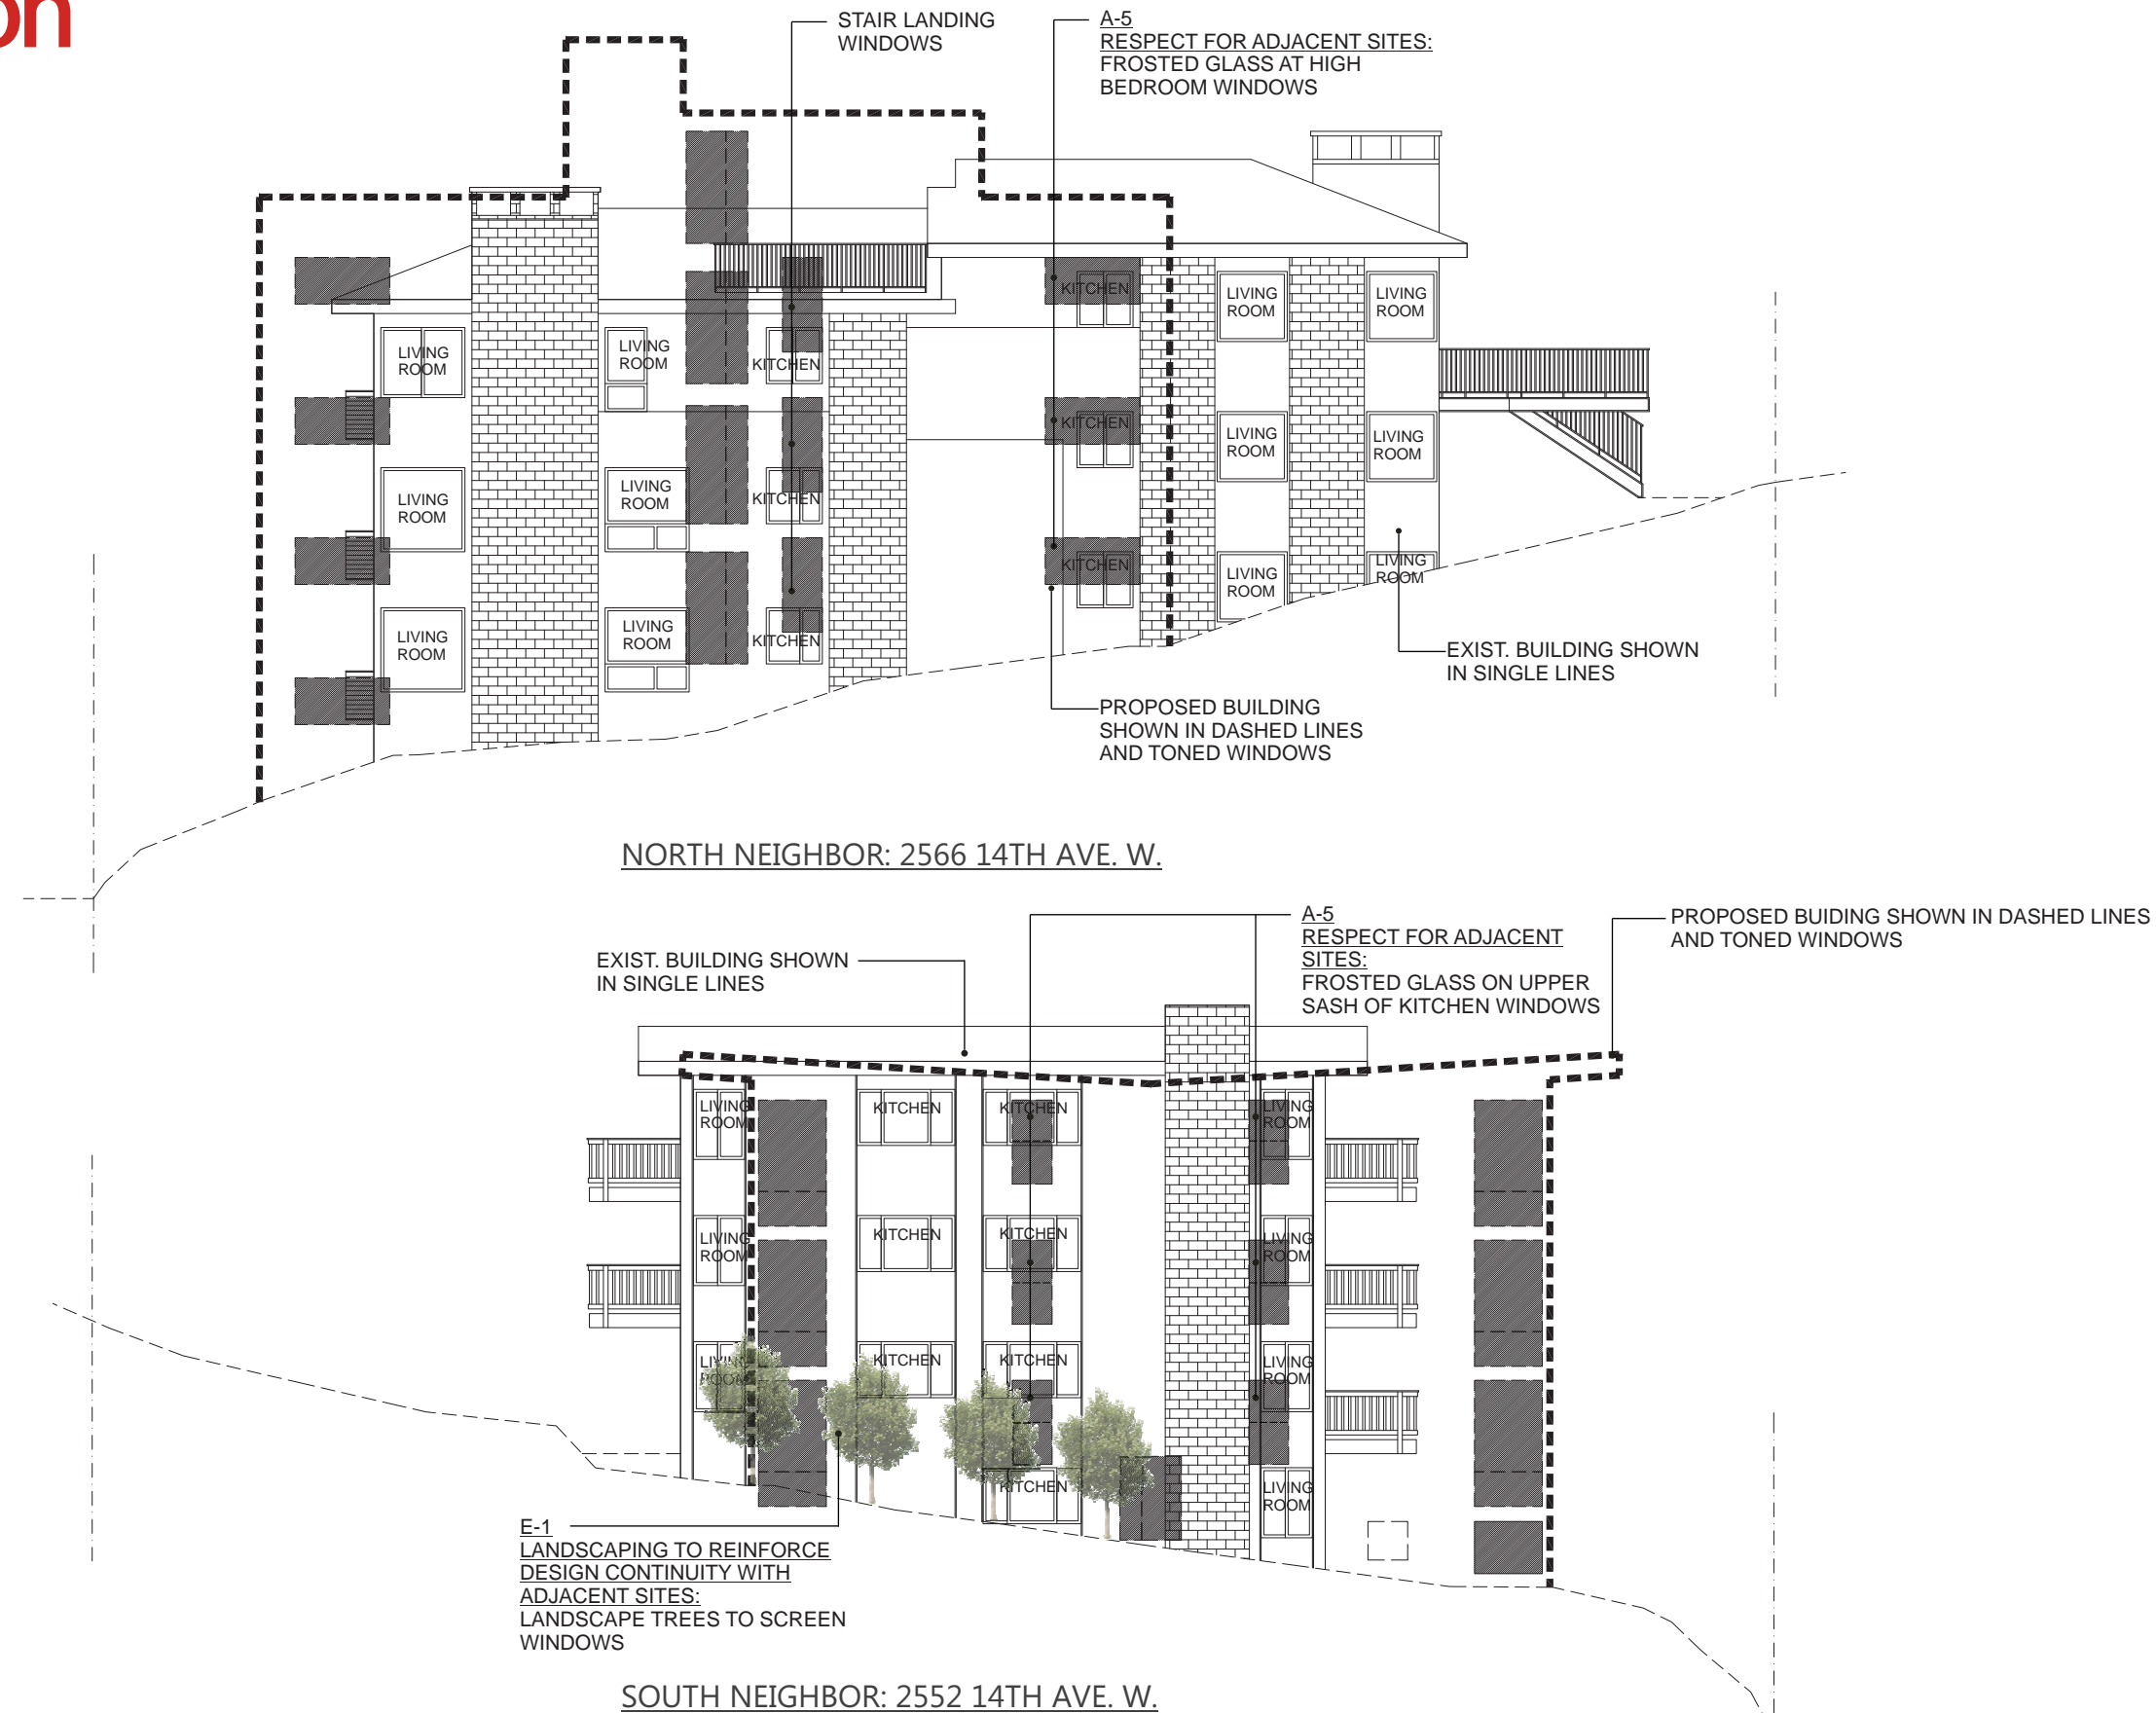 on
STAIR LANDING
WINDOWS
A-5
RESPECT FOR ADJACENT SITES:
FROSTED GLASS AT HIGH
BEDROOM WINDOWS
KITCHEN
LIVING
ROOM
LIVING
ROOM
LIVING
ROOM
LIVING
ROOM
KITCHEN
KITCHEN
LIVING
ROOM
LIVING
ROOM
LIVING
ROOM
LIVING
ROOM
KITCHEN
KITCHEN
LIVING
ROOM
LIVING
ROOM
LIVING
ROOM
LIVING
ROOM
KITCHEN
EXIST. BUILDING SHOWN
IN SINGLE LINES
PROPOSED BUILDING
SHOWN IN DASHED LINES
AND TONED WINDOWS
NORTH NEIGHBOR: 2566 14TH AVE. W.
EXIST. BUILDING SHOWN
IN SINGLE LINES
A-5
RESPECT FOR ADJACENT
SITES:
FROSTED GLASS ON UPPER
SASH OF KITCHEN WINDOWS
PROPOSED BUIDING SHOWN IN DASHED LINES
AND TONED WINDOWS
LIVING
ROOM
KITCHEN
KITCHEN
LIVING
ROOM
LIVING
ROOM
KITCHEN
KITCHEN
LIVING
ROOM
LIVING
ROOM
KITCHEN
KITCHEN
LIVING
ROOM
KITCHEN
LIVING
ROOM
E-1
LANDSCAPING TO REINFORCE
DESIGN CONTINUITY WITH
ADJACENT SITES:
LANDSCAPE TREES TO SCREEN
WINDOWS
SOUTH NEIGHBOR: 2552 14TH AVE. W.